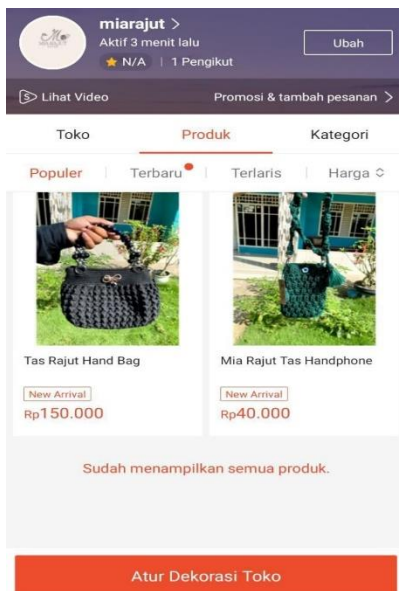 miarajut >
Aktif 3 menit lalu
N/A | 1 Pengikut
Ubah
Lihat Video
Promosi & tambah pesanan >
Toko
Produk
Kategori
Populer
Terbaru
Terlaris
Harga
Tas Rajut Hand Bag
New Arrival
Rp150.000
Mia Rajut Tas Handphone
New Arrival
Rp40.000
Sudah menampilkan semua produk.
Atur Dekorasi Toko